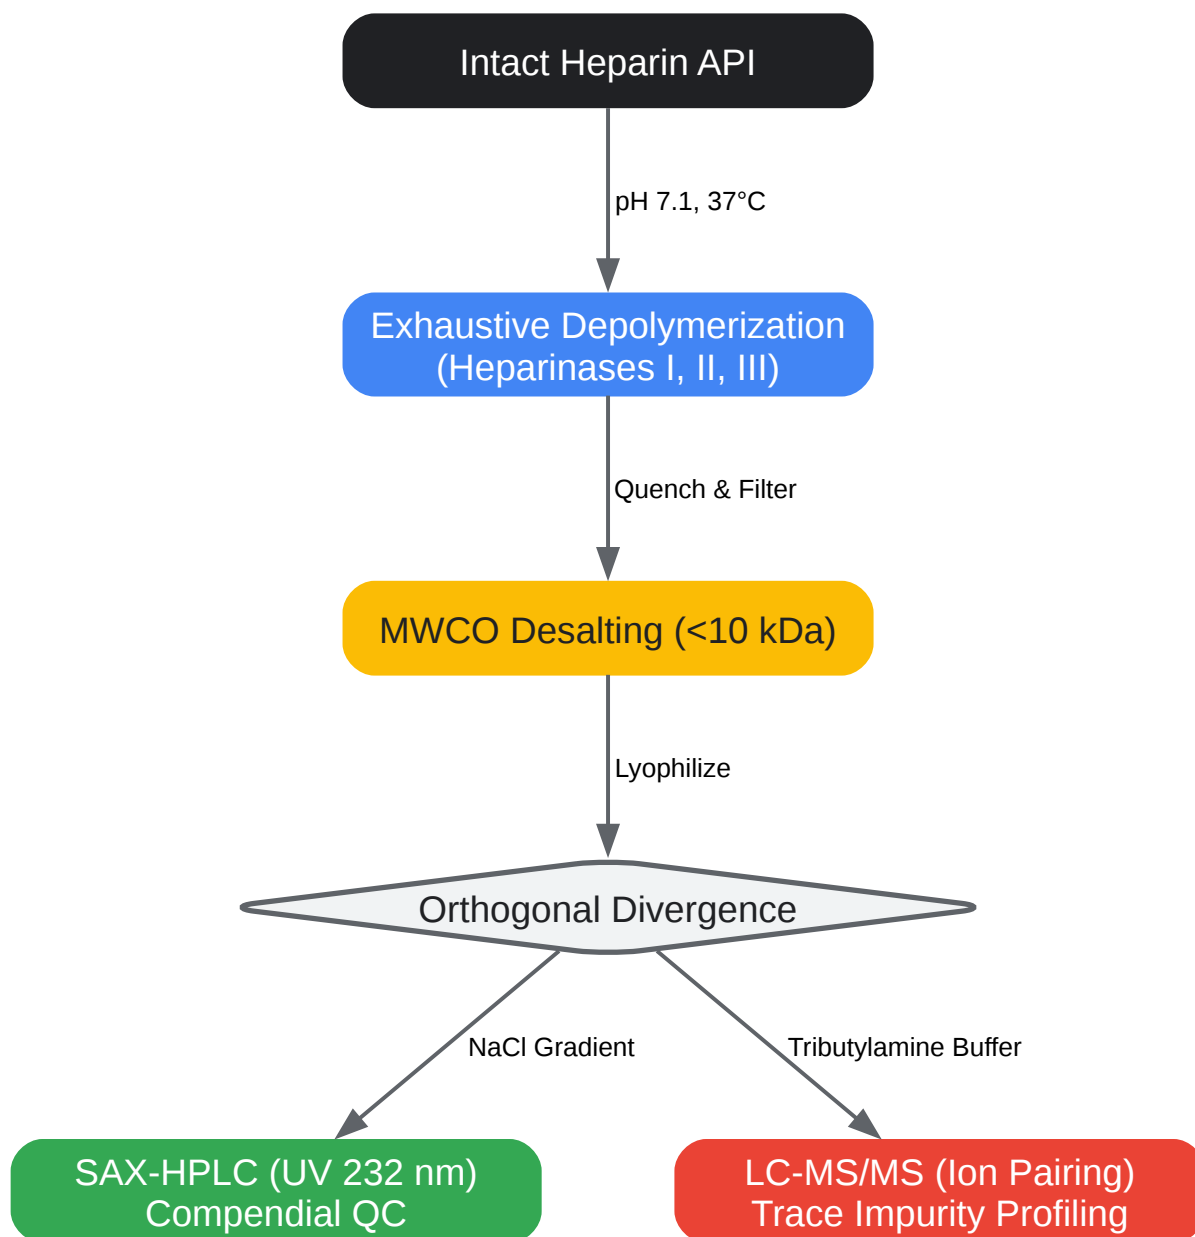 Intact Heparin API
pH 7.1, 37°C
Exhaustive Depolymerization
(Heparinases I, II, III)
Quench & Filter
MWCO Desalting (<10 kDa)
Lyophilize
Orthogonal Divergence
NaCl Gradient
Tributylamine Buffer
SAX-HPLC (UV 232 nm)
Compendial QC
LC-MS/MS (Ion Pairing)
Trace Impurity Profiling